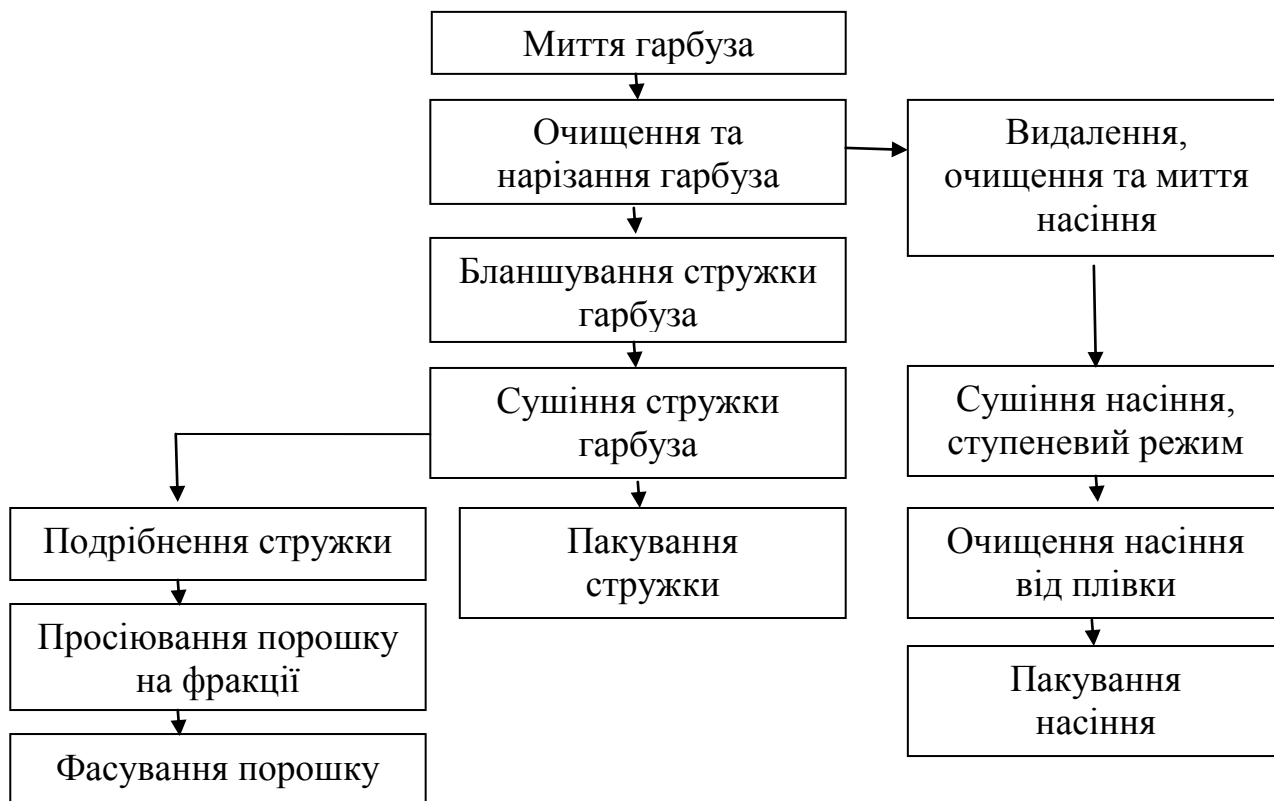 Миття гарбуза
Очищення та
нарізання гарбуза
Видалення,
очищення та миття
насіння
Бланшування стружки
гарбуза
Сушіння стружки
гарбуза
Сушіння насіння,
ступеневий режим
Подрібнення стружки
Пакування
стружки
Очищення насіння
від плівки
Просіювання порошку
на фракції
Пакування
насіння
Фасування порошку